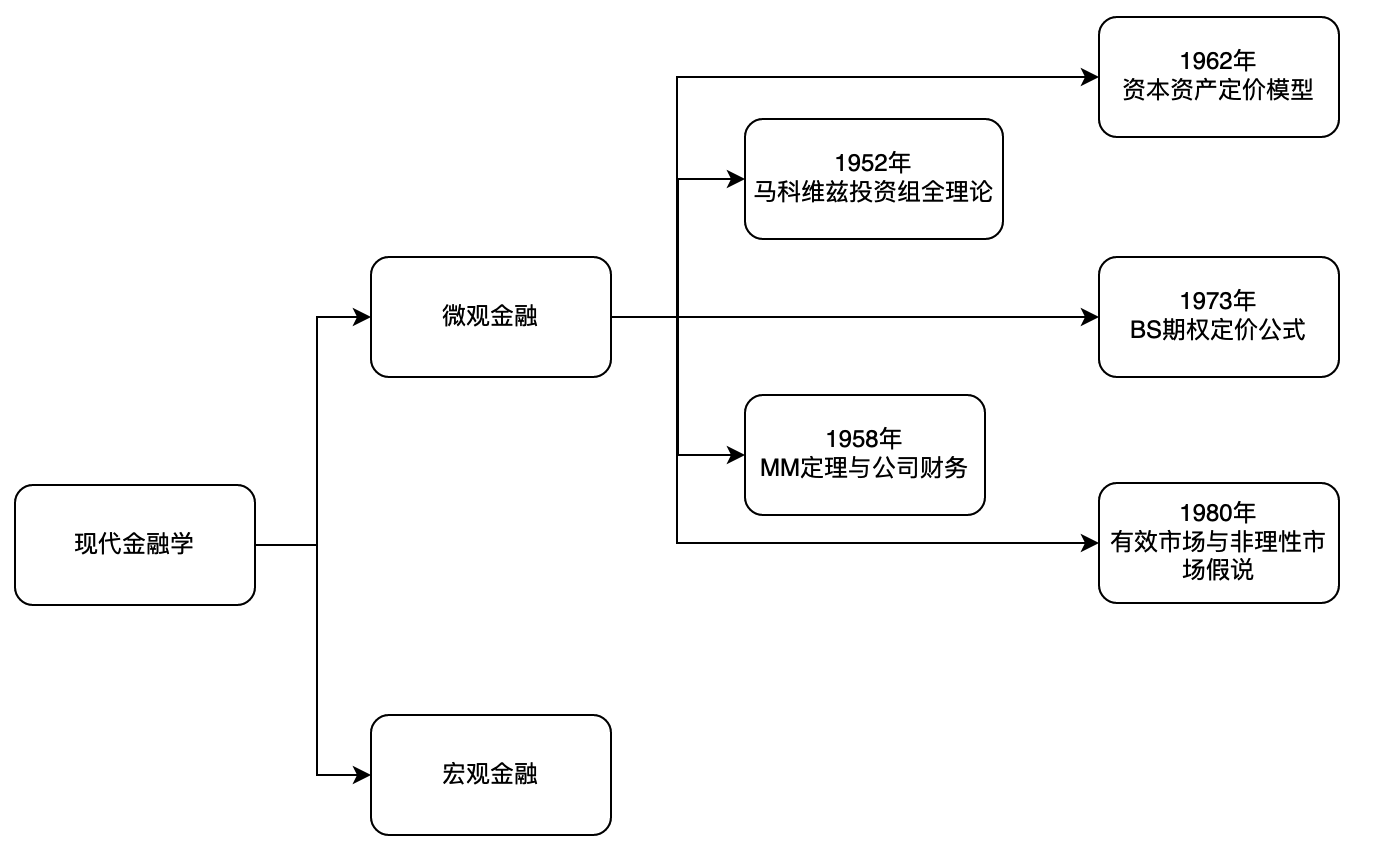 1962年
资本资产定价模型
1952年
马科维兹投资组全理论
微观金融
1973年
BS期权定价公式
1958年
MM定理与公司财务
现代金融学
1980年
有效市场与非理性市
场假说
宏观金融